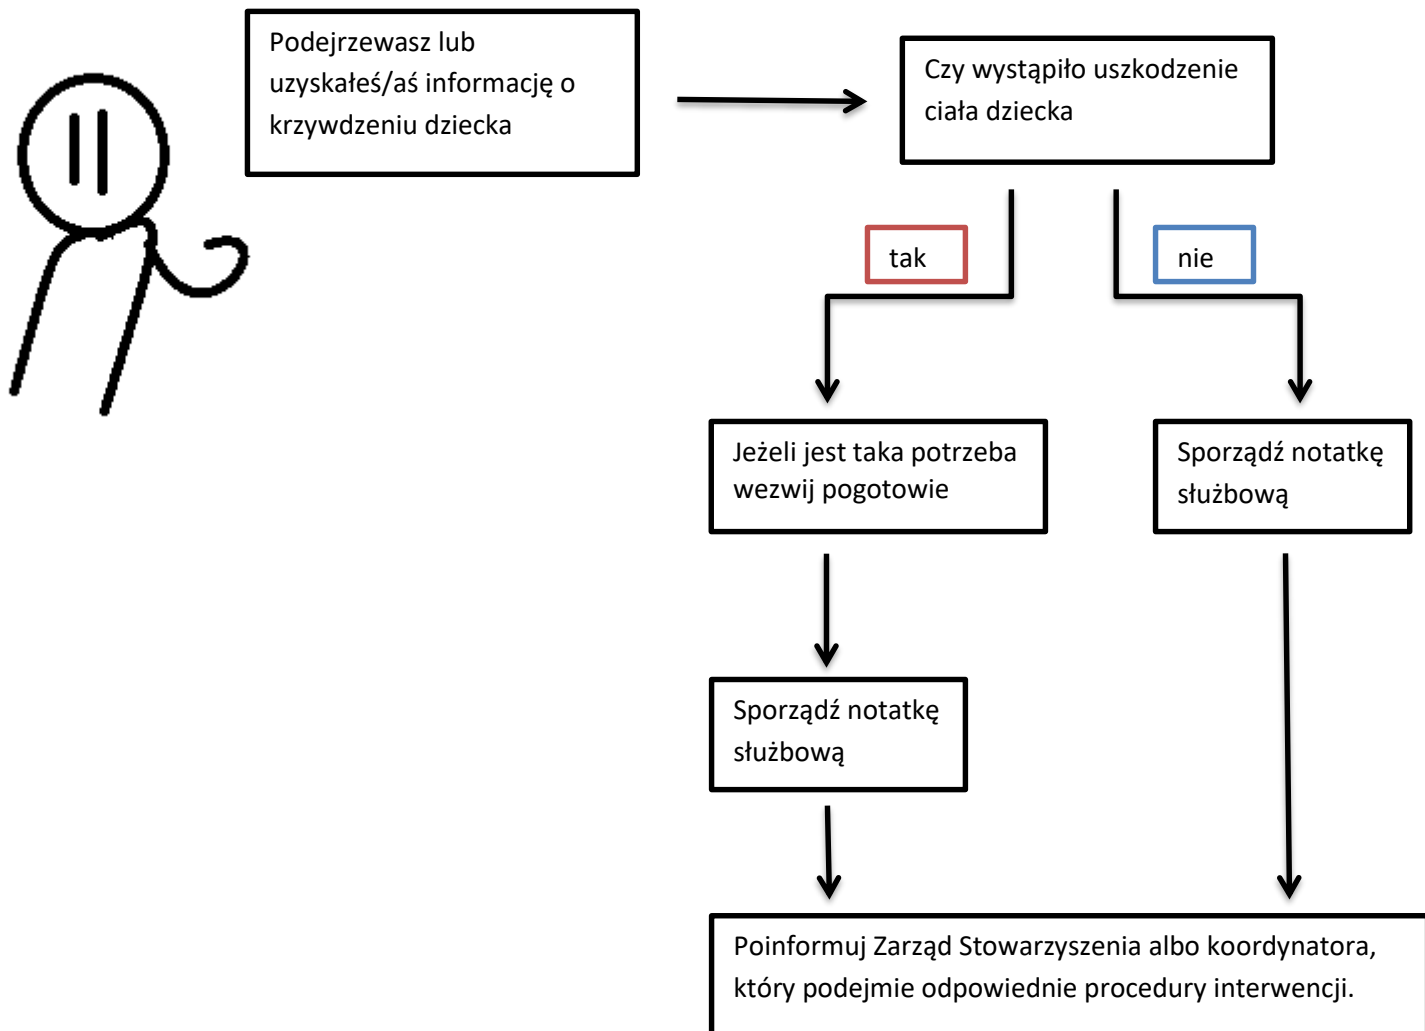 Podejrzewasz lub
uzyskałeś/aś informację o
krzywdzeniu dziecka
Czy wystąpiło uszkodzenie
ciała dziecka
tak
nie
Jeżeli jest taka potrzeba
wezwij pogotowie
Sporządź notatkę
służbową
Sporządź notatkę
służbową
Poinformuj Zarząd Stowarzyszenia albo koordynatora,
który podejmie odpowiednie procedury interwencji.